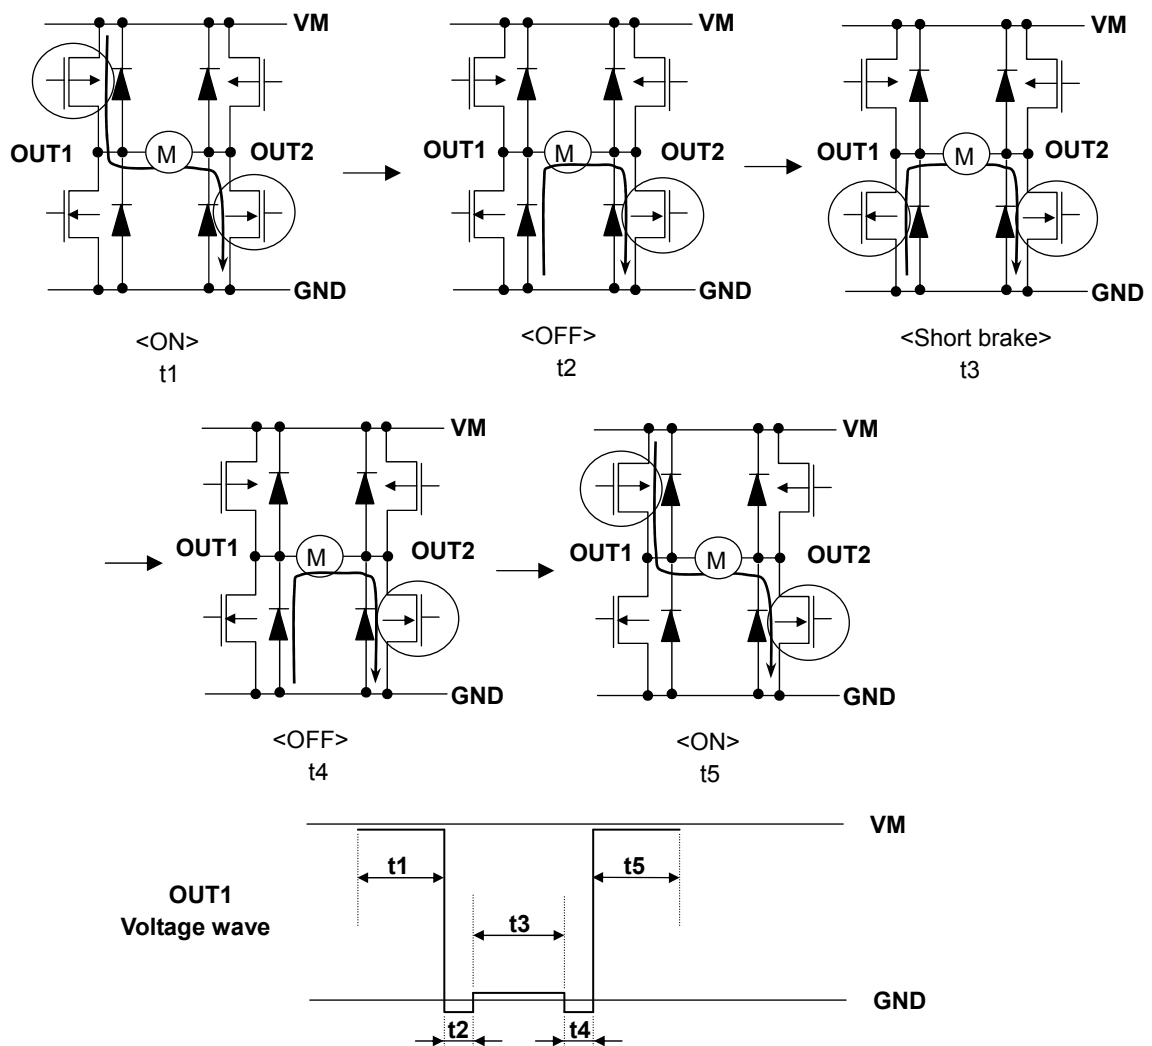 VM
VM
VM
OUT1 M OUT2
OUT1 M OUT2
OUT1 M OUT2
GND
GND
GND
<ON>
t1
<OFF>
t2
<Short brake>
t3
VM
VM
OUT1 M OUT2
OUT1 M OUT2
GND
GND
<OFF>
t4
<ON>
t5
VM
t1
t5
OUT1
Voltage wave
t3
GND
t2
t4